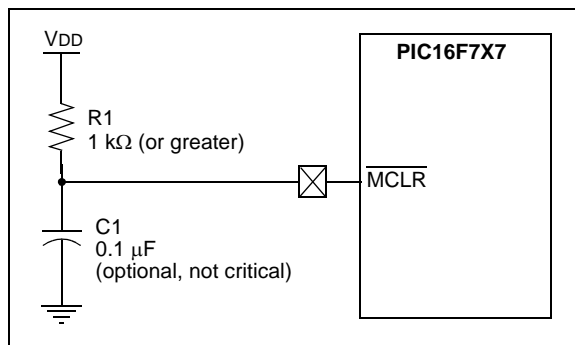 VDD
PIC16F7X7
R1
1 kΩ (or greater)
MCLR
C1
0.1 μF
(optional, not critical)